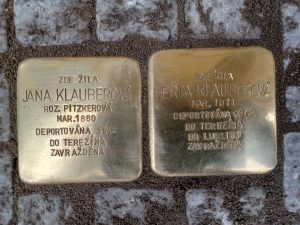 ZDE ŽILA
JANA KLAUBEROVÁ
ROZ. PITZKEROVÁ
NAR. 1860
DEPORTOVÁNA 1942
DO TEREZÍNA
ZAVRAŽDĚNA
ZDE ŽILA
HERTA KLAUBEROVÁ
NAR. 1911
DEPORTOVÁNA 1942
DO TEREZÍNA
DO LUBLINU
ZAVRAŽDĚNA